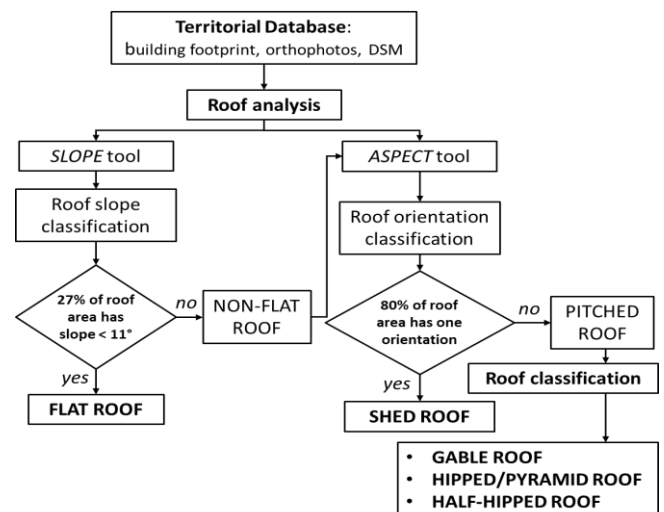 Territorial Database:
building footprint, orthophotos, DSM
Roof analysis
SLOPE tool
ASPECT tool
Roof slope
classification
Roof orientation
classification
27% of roof
area has
slope < 11°
no
NON-FLAT
ROOF
80% of roof
area has one
orientation
no
PITCHED
ROOF
yes
FLAT ROOF
yes
SHED ROOF
Roof classification
• GABLE ROOF
• HIPPED/PYRAMID ROOF
• HALF-HIPPED ROOF